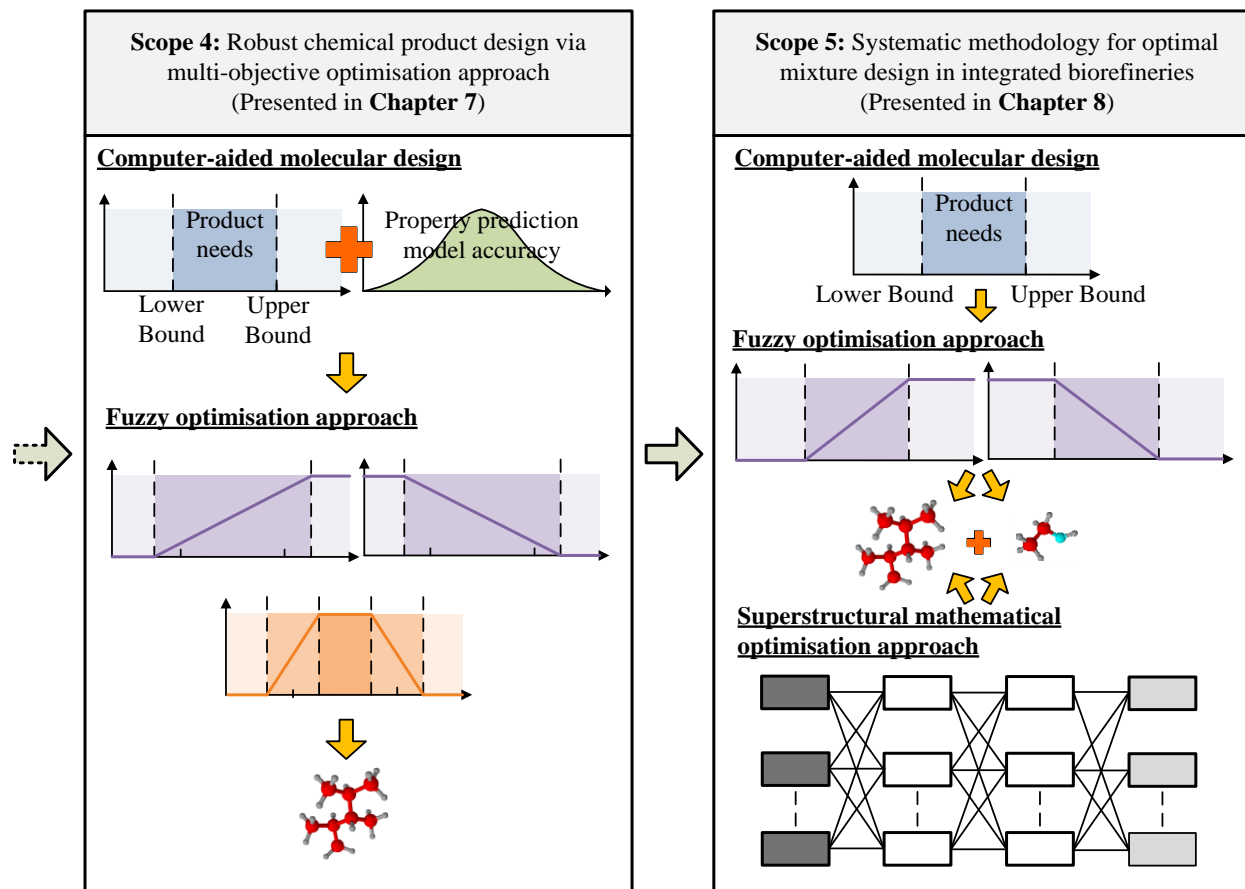 Scope 4: Robust chemical product design via
multi-objective optimisation approach
(Presented in Chapter 7)
Computer-aided molecular design
Product
needs
Property prediction
model accuracy
Lower
Bound
Upper
Bound
Fuzzy optimisation approach
Scope 5: Systematic methodology for optimal
mixture design in integrated biorefineries
(Presented in Chapter 8)
Computer-aided molecular design
Product
needs
Lower Bound
Upper Bound
Fuzzy optimisation approach
Superstructural mathematical
optimisation approach